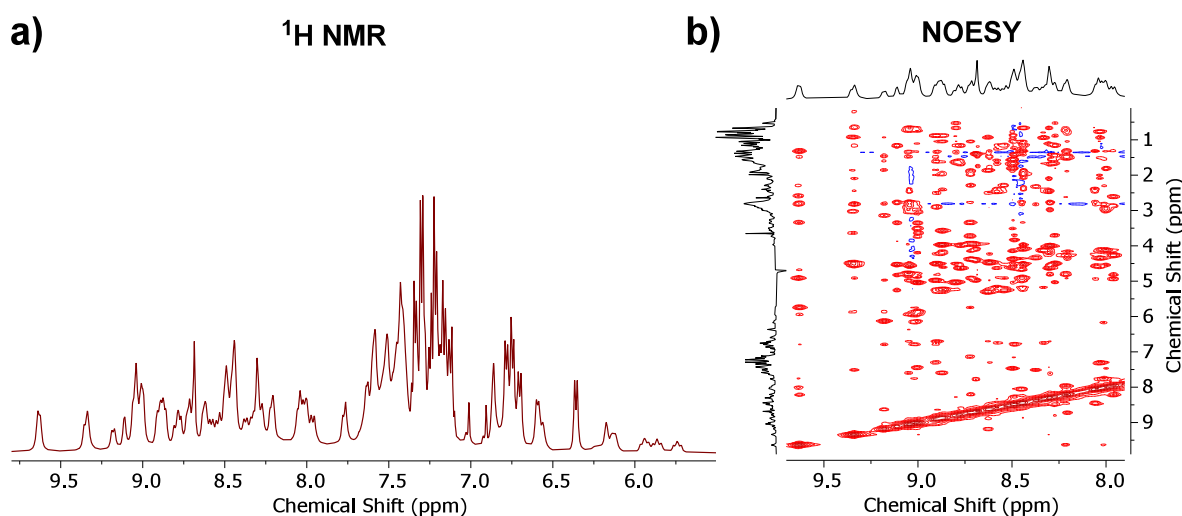 a)
¹H NMR
9.5 9.0 8.5 8.0 7.5 7.0 6.5 6.0
Chemical Shift (ppm)
b)
NOESY
1
2
3
4
5
6
7
8
9
Chemical Shift (ppm)
9.5 9.0 8.5 8.0
Chemical Shift (ppm)